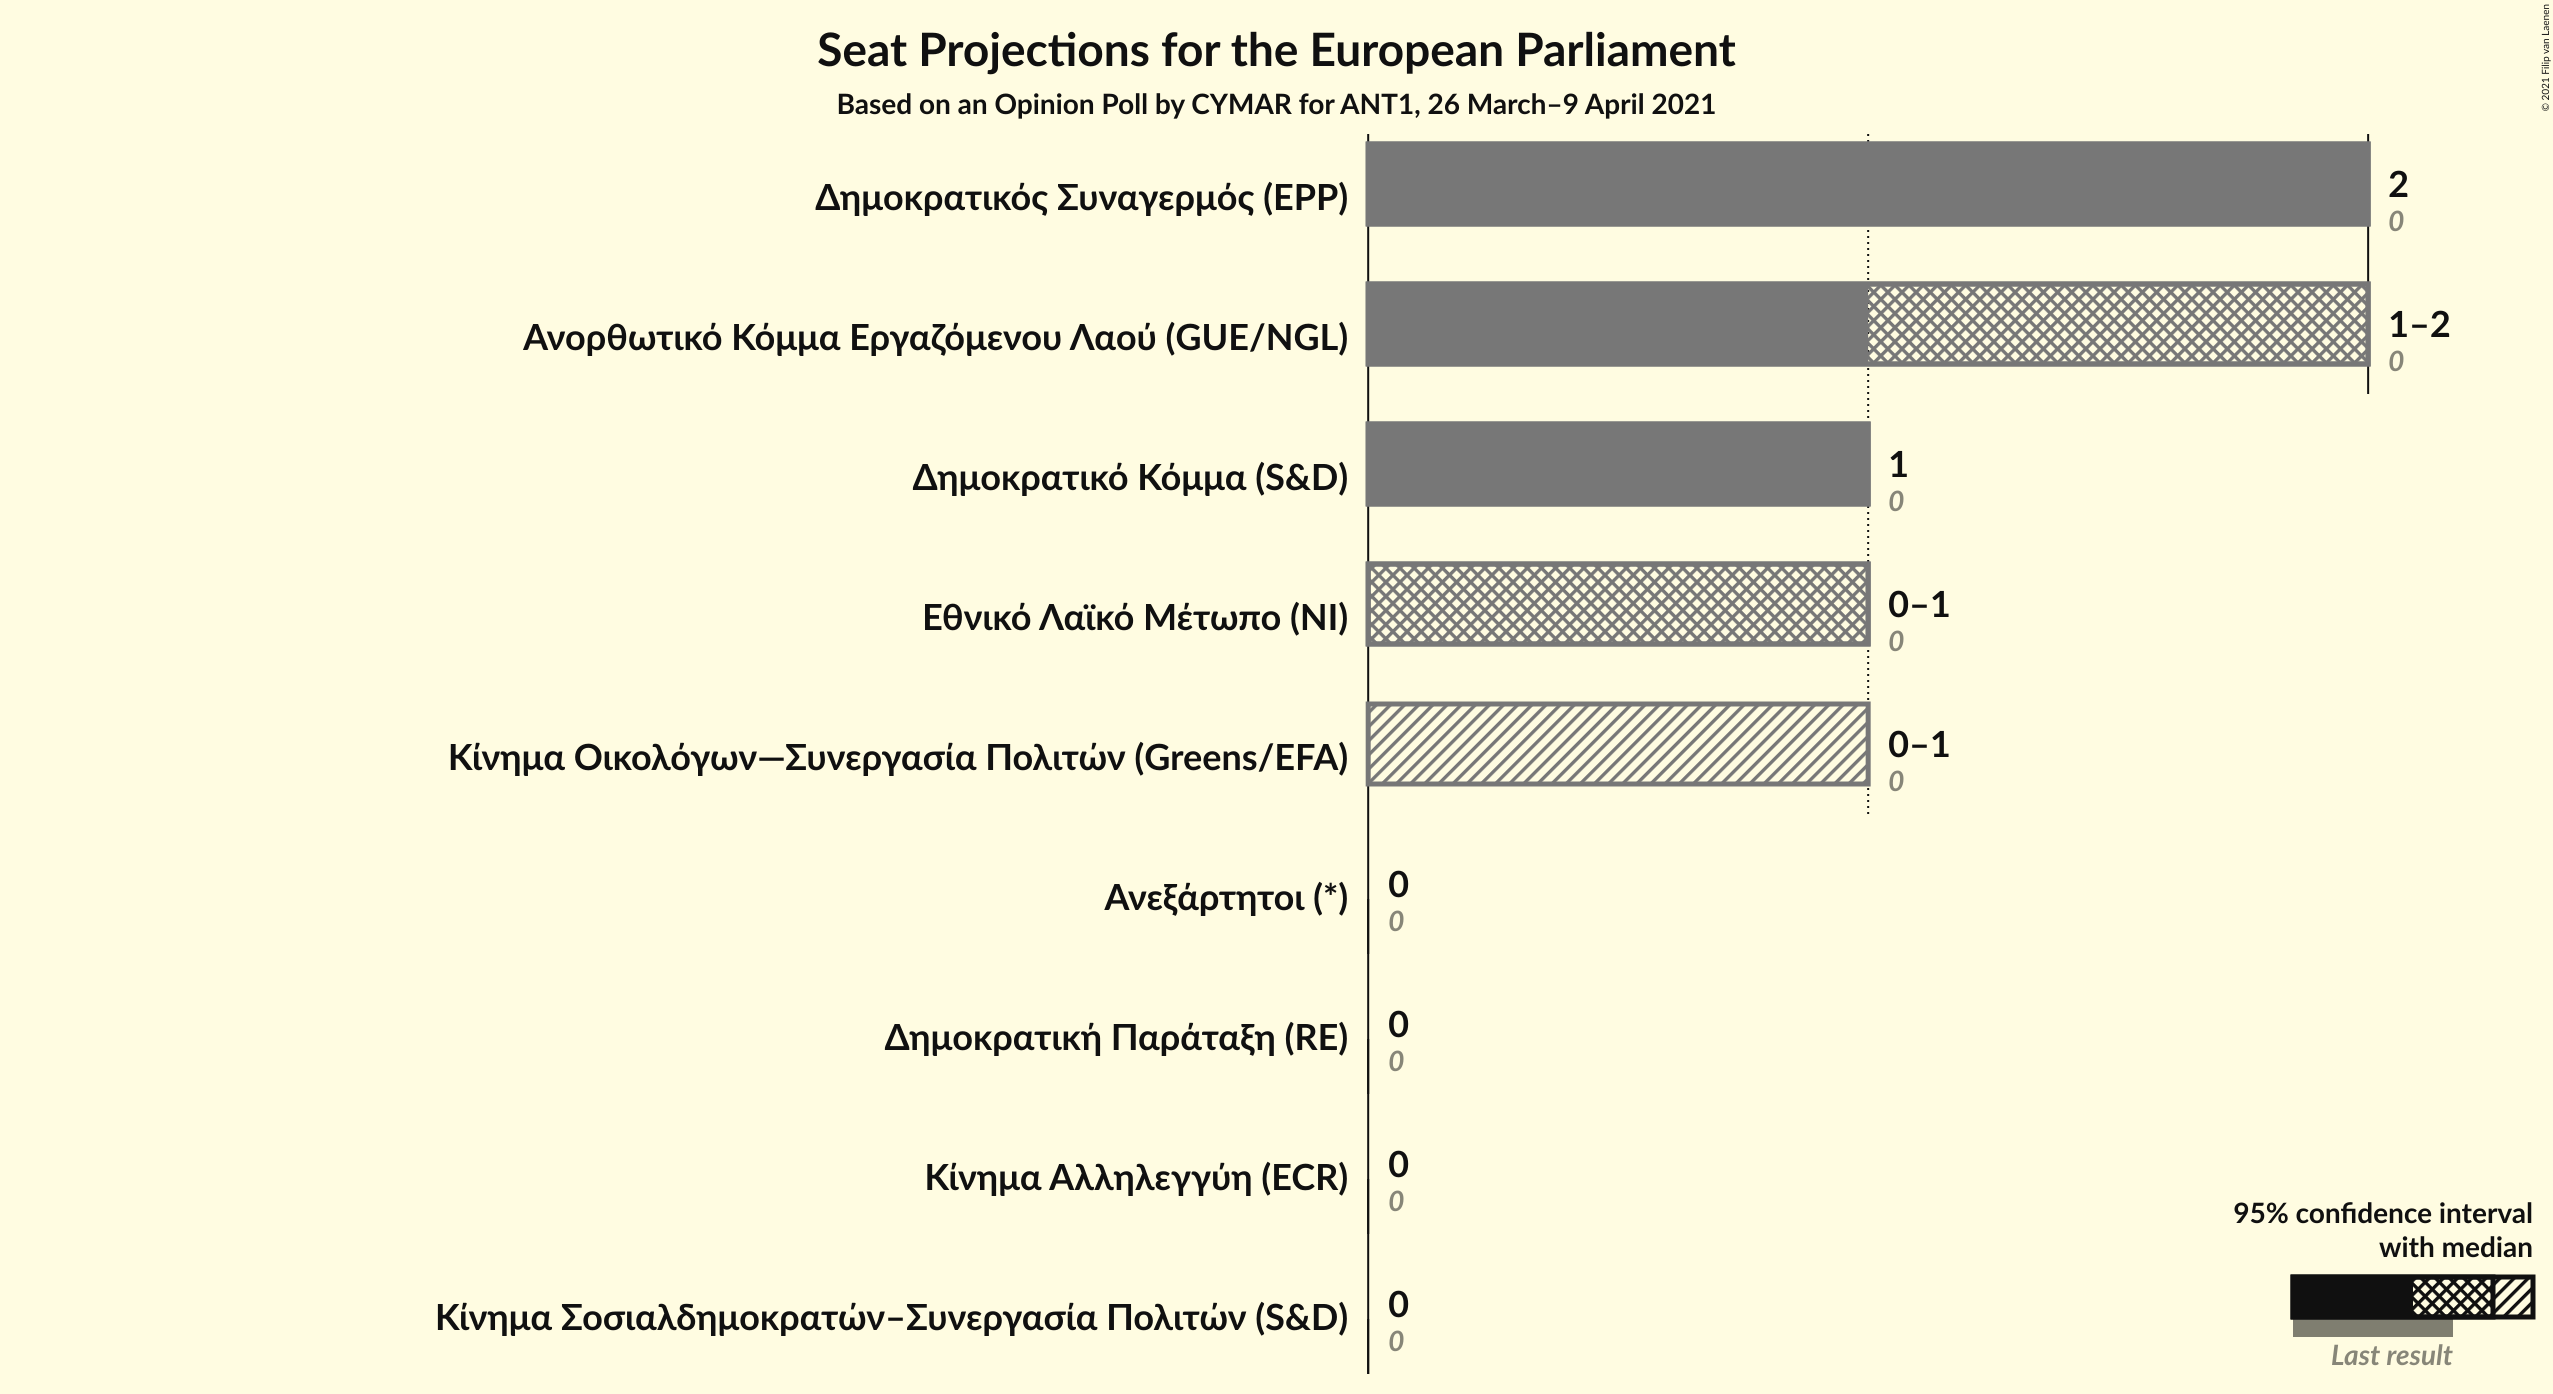 Seat Projections for the European Parliament
Based on an Opinion Poll by CYMAR for ANT1, 26 March–9 April 2021
© 2021 Filip van Laenen
Δημοκρατικός Συναγερμός (EPP)
2
0
Ανορθωτικό Κόμμα Εργαζόμενου Λαού (GUE/NGL)
1–2
0
Δημοκρατικό Κόμμα (S&D)
1
0
Εθνικό Λαϊκό Μέτωπο (NI)
0–1
0
Κίνημα Οικολόγων—Συνεργασία Πολιτών (Greens/EFA)
0–1
0
Ανεξάρτητοι (*)
0
0
Δημοκρατική Παράταξη (RE)
0
0
Κίνημα Αλληλεγγύη (ECR)
0
0
Κίνημα Σοσιαλδημοκρατών–Συνεργασία Πολιτών (S&D)
0
0
95% confidence interval
with median
Last result